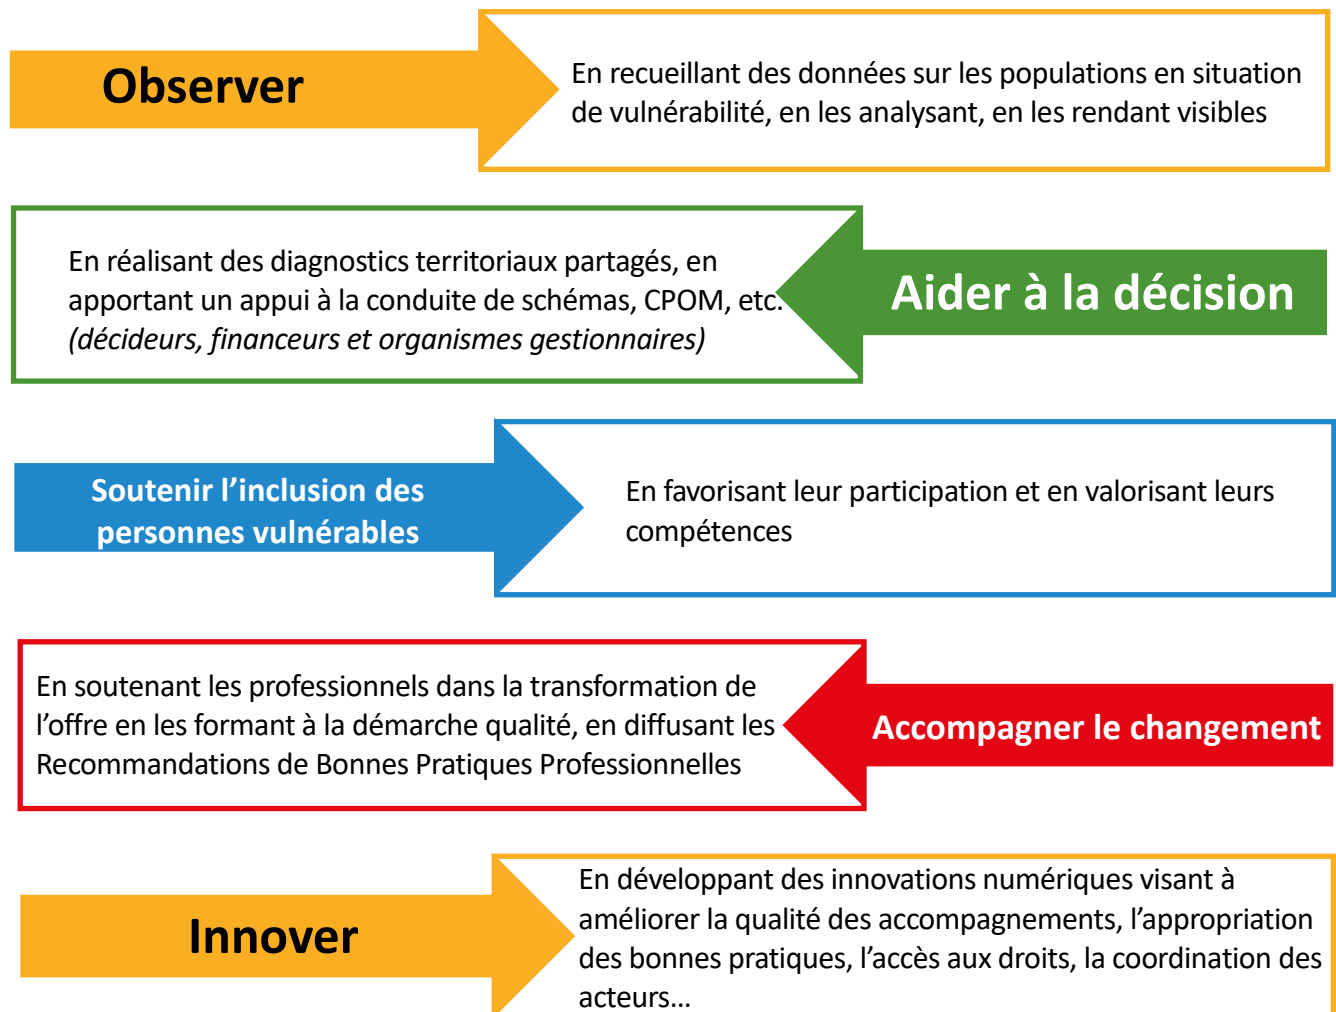 Observer
En recueillant des données sur les populations en situation
de vulnérabilité, en les analysant, en les rendant visibles
En réalisant des diagnostics territoriaux partagés, en
apportant un appui à la conduite de schémas, CPOM, etc.
(décideurs, financeurs et organismes gestionnaires)
Aider à la décision
Soutenir l’inclusion des
personnes vulnérables
En favorisant leur participation et en valorisant leurs
compétences
En soutenant les professionnels dans la transformation de
l’offre en les formant à la démarche qualité, en diffusant les
Recommandations de Bonnes Pratiques Professionnelles
Accompagner le changement
Innover
En développant des innovations numériques visant à
améliorer la qualité des accompagnements, l’appropriation
des bonnes pratiques, l’accès aux droits, la coordination des
acteurs...